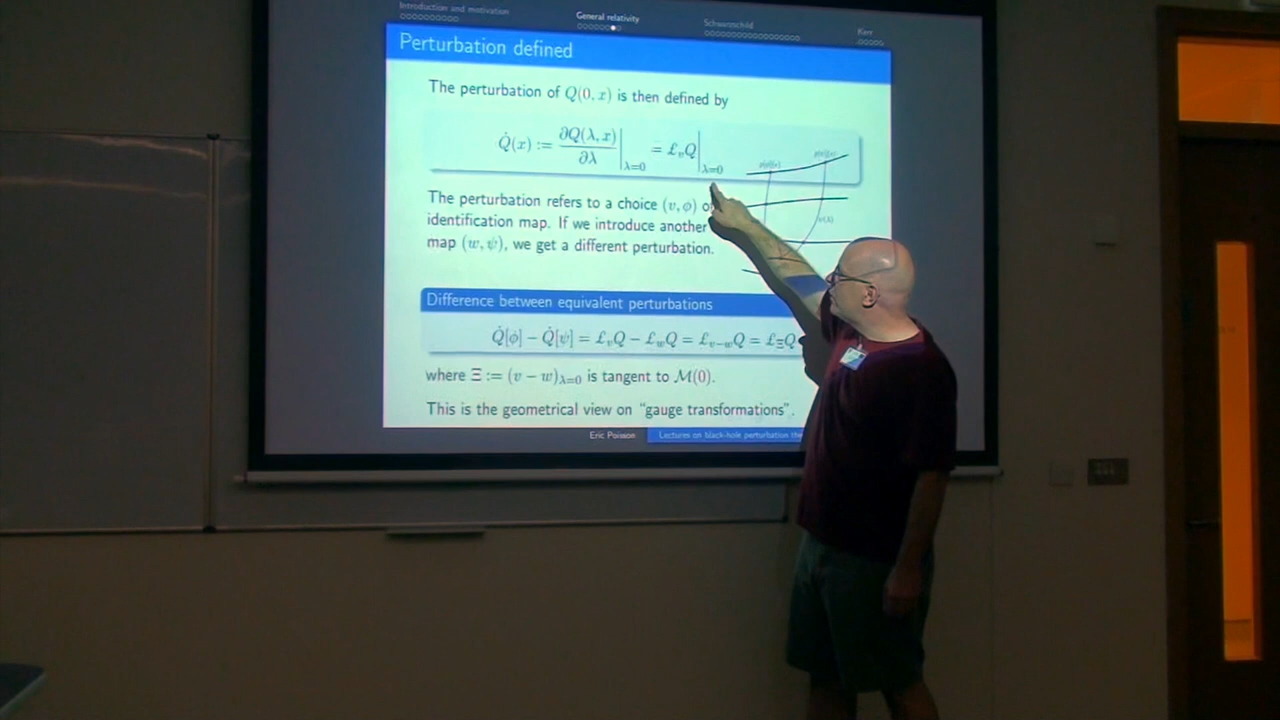 Introduction and motivation General relativity Schwarzschild Kerr
Perturbation defined
The perturbation of Q(0, x) is then defined by
Q̇(x) := ∂Q(λ, x)/∂λ |λ=0 = £vQ |λ=0
The perturbation refers to a choice (v, φ)
identification map. If we introduce another
map (w, ψ), we get a different perturbation.
Difference between equivalent perturbations
Q̇[φ] − Q̇[ψ] = £vQ − £wQ = £v−wQ = £ΞQ
where Ξ := (v − w)λ=0 is tangent to M(0).
This is the geometrical view on "gauge transformations".
Eric Poisson Lectures on black-hole perturbation